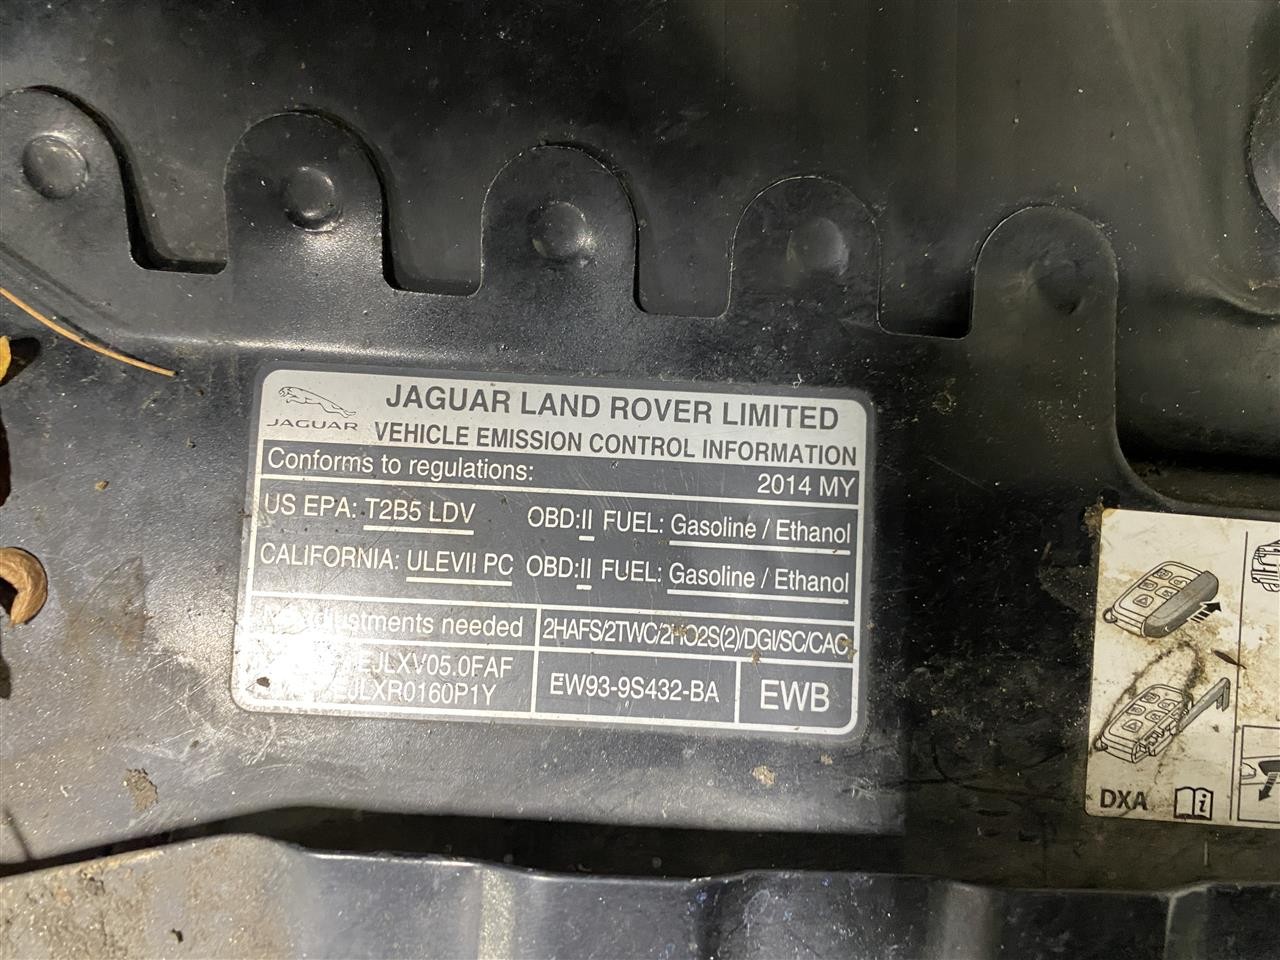 JAGUAR
JAGUAR LAND ROVER LIMITED
VEHICLE EMISSION CONTROL INFORMATION
Conforms to regulations: 2014 MY
US EPA: T2B5 LDV OBD:II FUEL: Gasoline / Ethanol
CALIFORNIA: ULEVII PC OBD:II FUEL: Gasoline / Ethanol
adjustments needed 2HAFS/2TWC/2HO2S(2)/DGI/SC/CAC
EJLXV05.0FAF
EJLXR0160P1Y
EW93-9S432-BA EWB
DXA